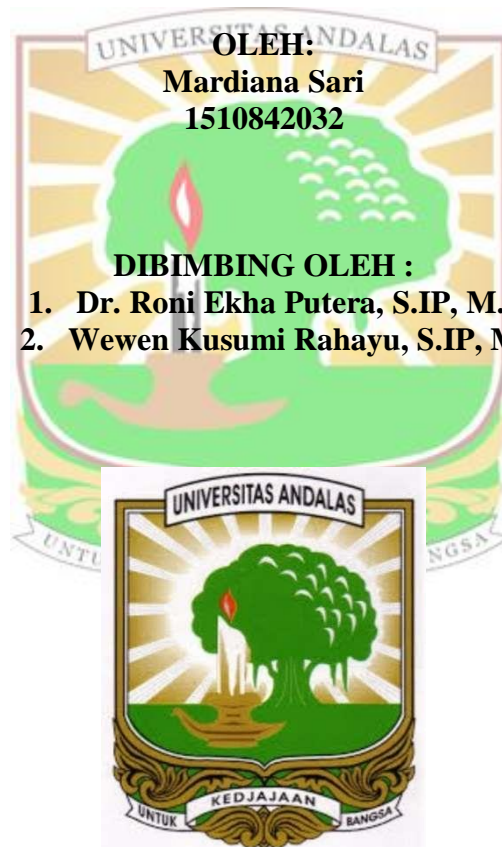 UNIVERSITAS ANDALAS
OLEH:
Mardiana Sari
1510842032
DIBIMBING OLEH :
1. Dr. Roni Ekha Putera, S.IP, M.
2. Wewen Kusumi Rahayu, S.IP, M
UNIVERSITAS ANDALAS
UNTUK KEDJAJAAN BANGSA